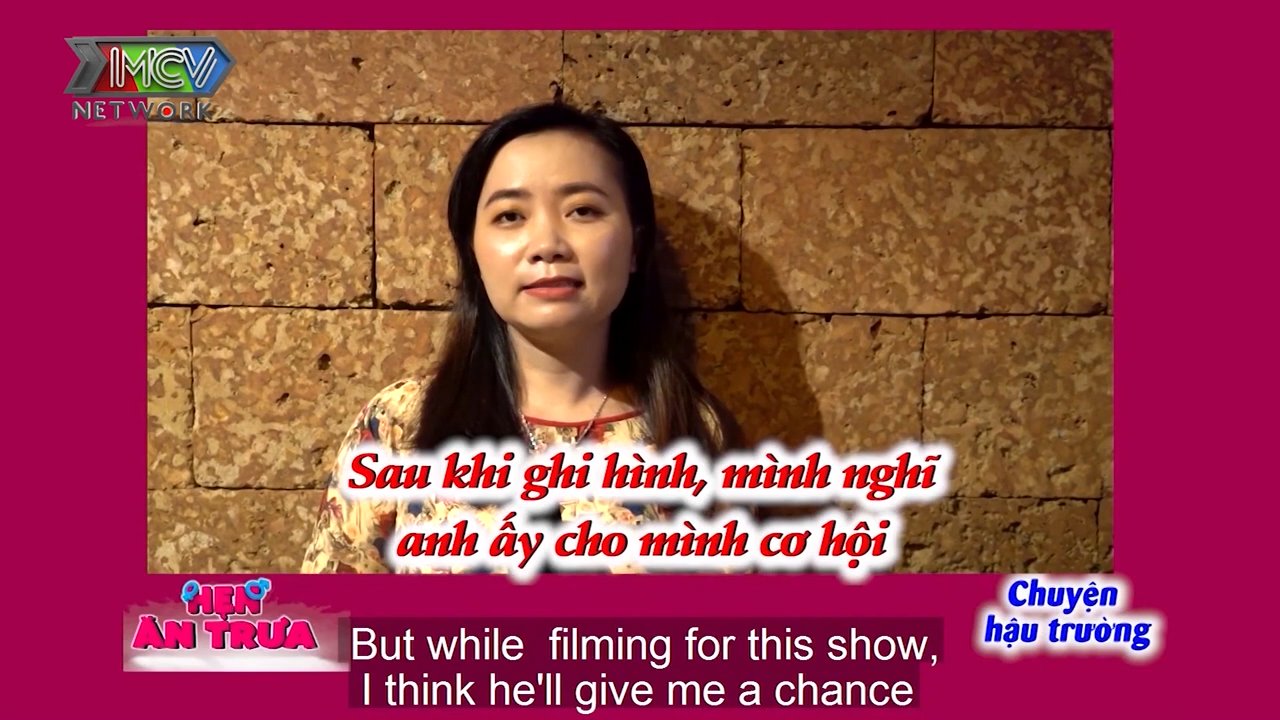 MCV
NETWORK
Sau khi ghi hình, mình nghĩ
anh ấy cho mình cơ hội
HẸN
ĂN TRƯA
Chuyện
hậu trường
But while  filming for this show,
I think he'll give me a chance